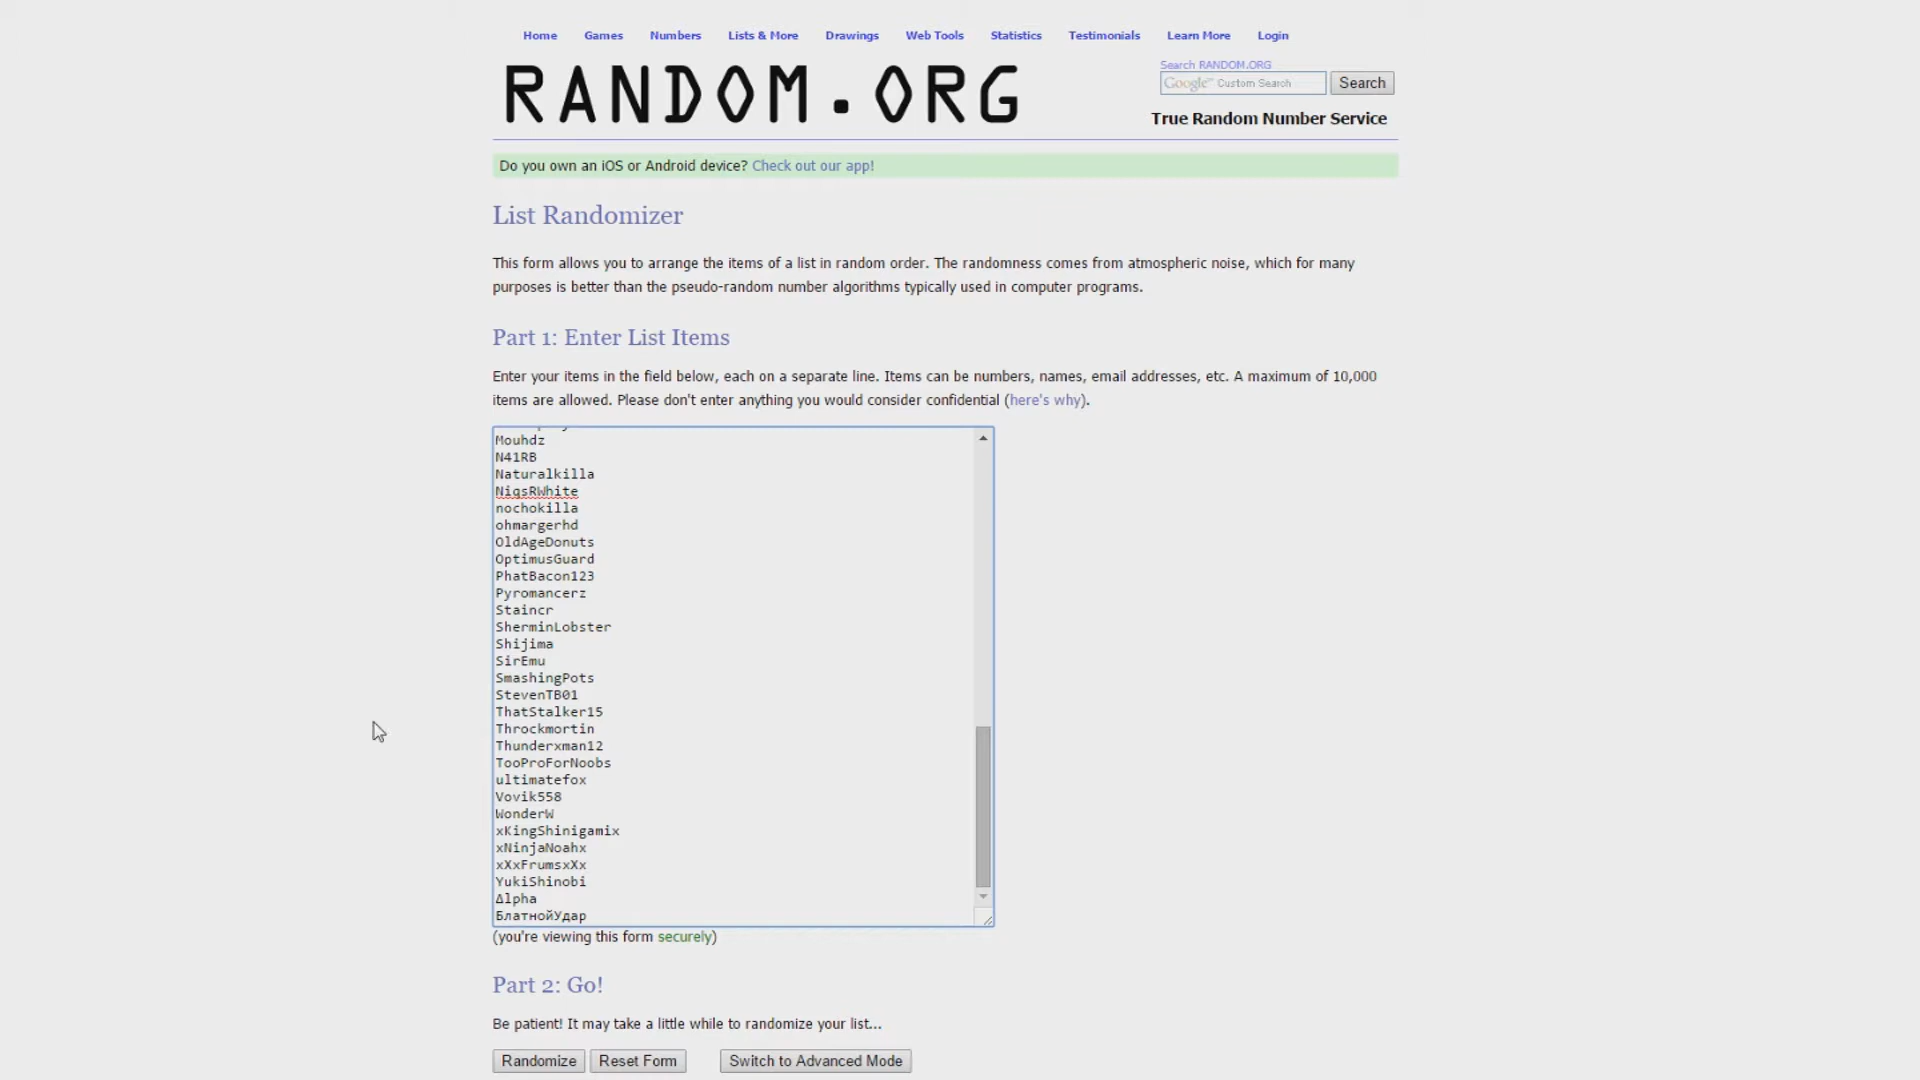 Home Games Numbers Lists & More Drawings Web Tools Statistics Testimonials Learn More Login
RANDOM.ORG
Search RANDOM.ORG
Google™ Custom Search Search
True Random Number Service
Do you own an iOS or Android device? Check out our app!
List Randomizer
This form allows you to arrange the items of a list in random order. The randomness comes from atmospheric noise, which for many
purposes is better than the pseudo-random number algorithms typically used in computer programs.
Part 1: Enter List Items
Enter your items in the field below, each on a separate line. Items can be numbers, names, email addresses, etc. A maximum of 10,000
items are allowed. Please don't enter anything you would consider confidential (here's why).
Mouhdz
N41RB
Naturalkilla
NigsRWhite
nochokilla
ohmargerhd
OldAgeDonuts
OptimusGuard
PhatBacon123
Pyromancerz
Staincr
SherminLobster
Shijima
SirEmu
SmashingPots
StevenTB01
ThatStalker15
Throckmortin
Thunderxman12
TooProForNoobs
ultimatefox
Vovik558
WonderW
xKingShinigamix
xNinjaNoahx
xXxFrumsxXx
YukiShinobi
Δlpha
БлатнойУдар
(you're viewing this form securely)
Part 2: Go!
Be patient! It may take a little while to randomize your list...
Randomize Reset Form Switch to Advanced Mode